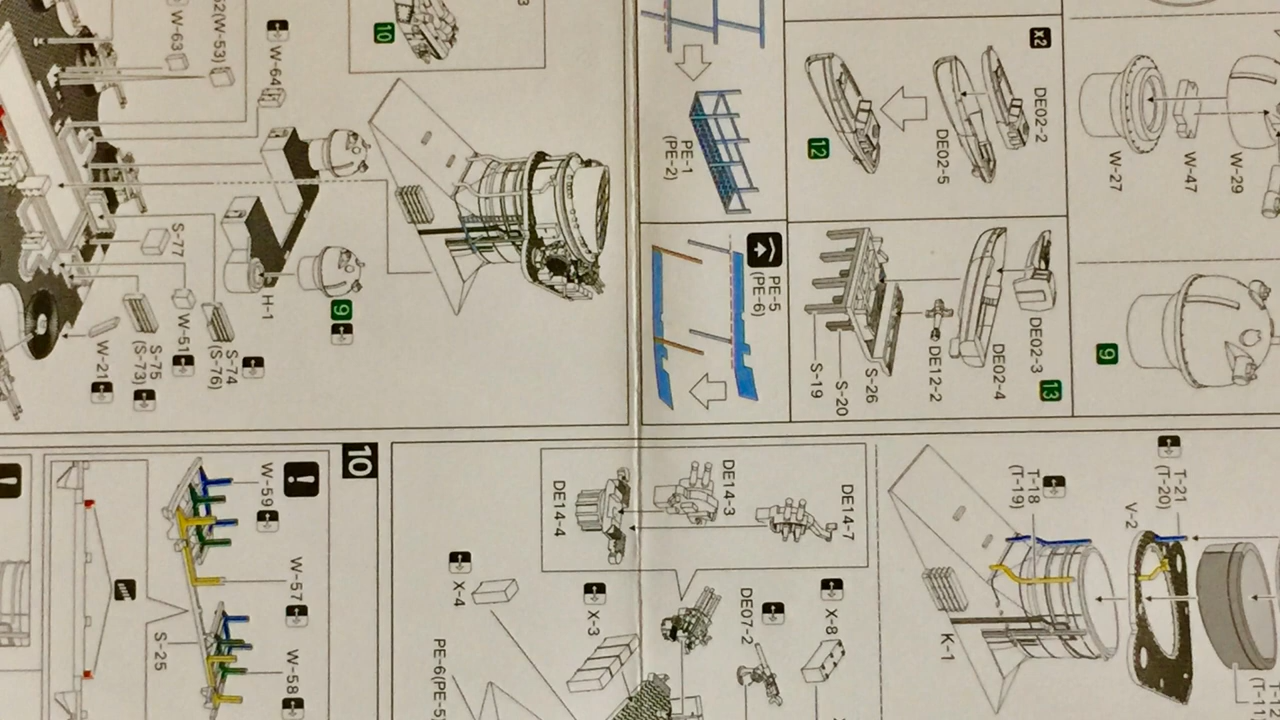 W-63
W-64
10
x2
DE02-2
DE02-5
12
PE-1
(PE-2)
W-27
W-47
W-29
9
PE-5
(PE-6)
DE02-3
DE02-4
DE12-2
13
S-26
S-20
S-19
S-77
W-51
S-74
(S-76)
S-75
(S-73)
W-21
H-1
9
10
!
W-59
W-57
W-58
S-25
DE14-7
DE14-3
DE14-4
X-4
X-3
X-8
DE07-2
PE-6(PE-5)
T-21
(T-20)
T-18
(T-19)
V-2
K-1